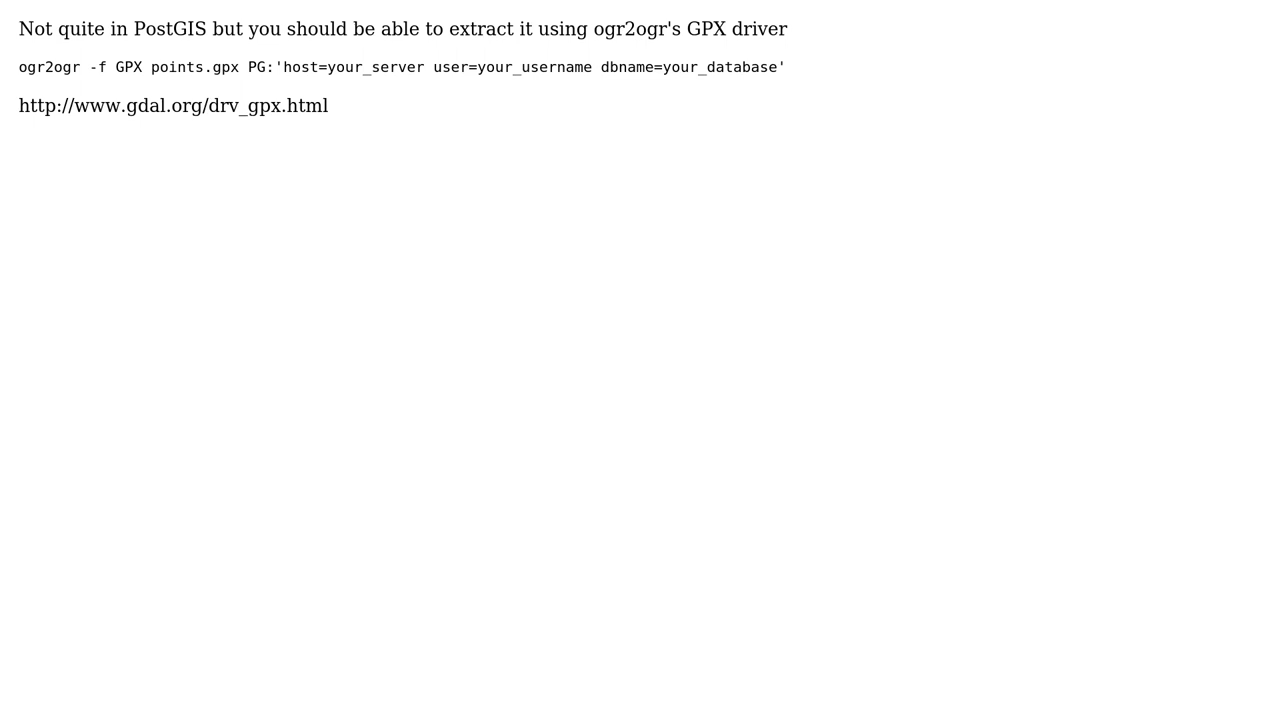 Not quite in PostGIS but you should be able to extract it using ogr2ogr's GPX driver
ogr2ogr -f GPX points.gpx PG:'host=your_server user=your_username dbname=your_database'
http://www.gdal.org/drv_gpx.html